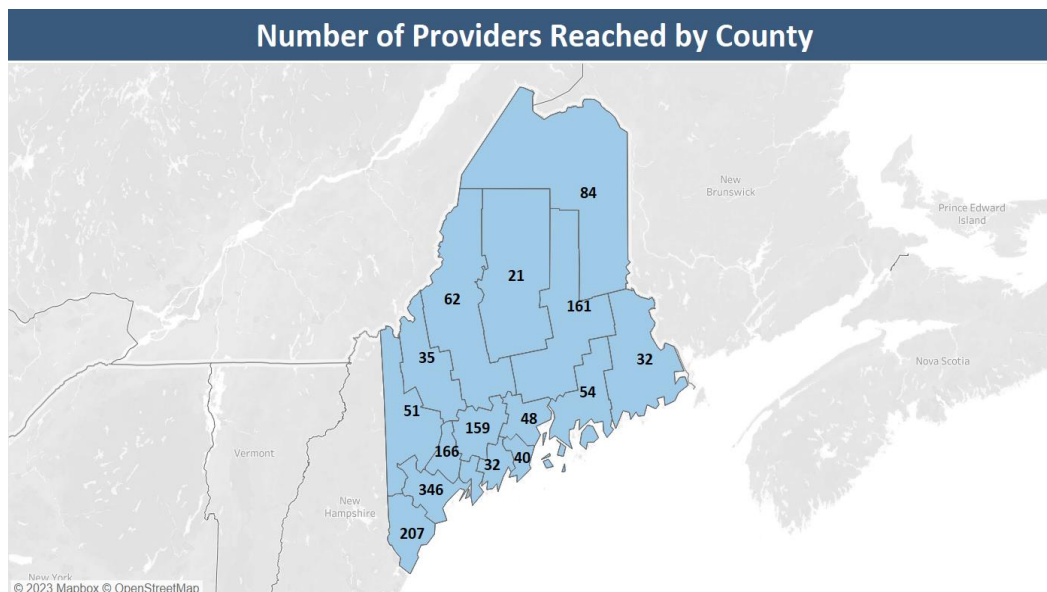 Number of Providers Reached by County
84
New
Brunswick
Prince Edward
Island
21
62
161
35
32
Nova Scotia
54
51
48
159
Vermont
166
32
40
346
New
Hampshire
207
New York
© 2023 Mapbox © OpenStreetMap